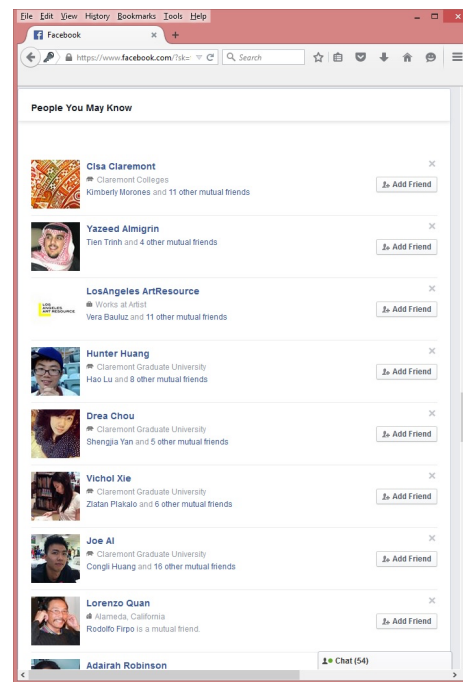 File Edit View History Bookmarks Tools Help
Facebook
https://www.facebook.com/?sk= Search
People You May Know
Cisa Claremont
Claremont Colleges
Kimberly Morones and 11 other mutual friends
Add Friend
Yazeed Almigrin
Tien Trinh and 4 other mutual friends
Add Friend
LOS ANGELES ART RESOURCE
LosAngeles ArtResource
Works at Artist
Vera Bauluz and 11 other mutual friends
Add Friend
Hunter Huang
Claremont Graduate University
Hao Lu and 8 other mutual friends
Add Friend
Drea Chou
Claremont Graduate University
Shengjia Yan and 5 other mutual friends
Add Friend
Vichol Xie
Claremont Graduate University
Zlatan Plakalo and 6 other mutual friends
Add Friend
Joe Al
Claremont Graduate University
Congli Huang and 16 other mutual friends
Add Friend
Lorenzo Quan
Alameda, California
Rodolfo Firpo is a mutual friend.
Add Friend
Adairah Robinson
Chat (54)